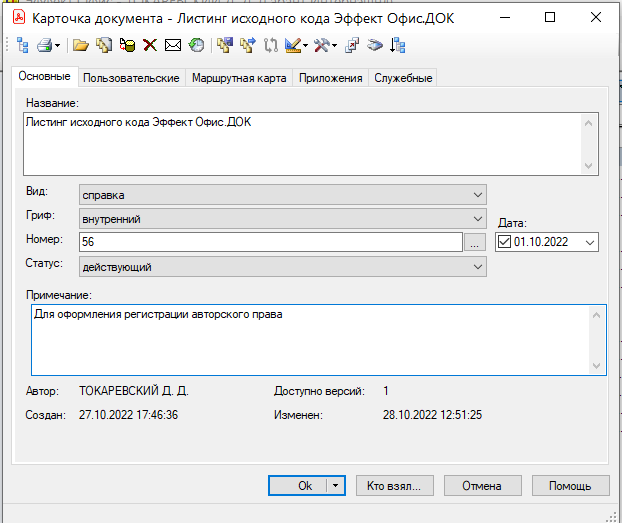 Карточка документа - Листинг исходного кода Эффект Офис.ДОК
Основные Пользовательские Маршрутная карта Приложения Служебные
Название:
Листинг исходного кода Эффект Офис.ДОК
Вид: справка
Гриф: внутренний
Дата:
Номер: 56 ... 01.10.2022
Статус: действующий
Примечание:
Для оформления регистрации авторского права
Автор: ТОКАРЕВСКИЙ Д. Д. Доступно версий: 1
Создан: 27.10.2022 17:46:36 Изменен: 28.10.2022 12:51:25
Ok Кто взял... Отмена Помощь